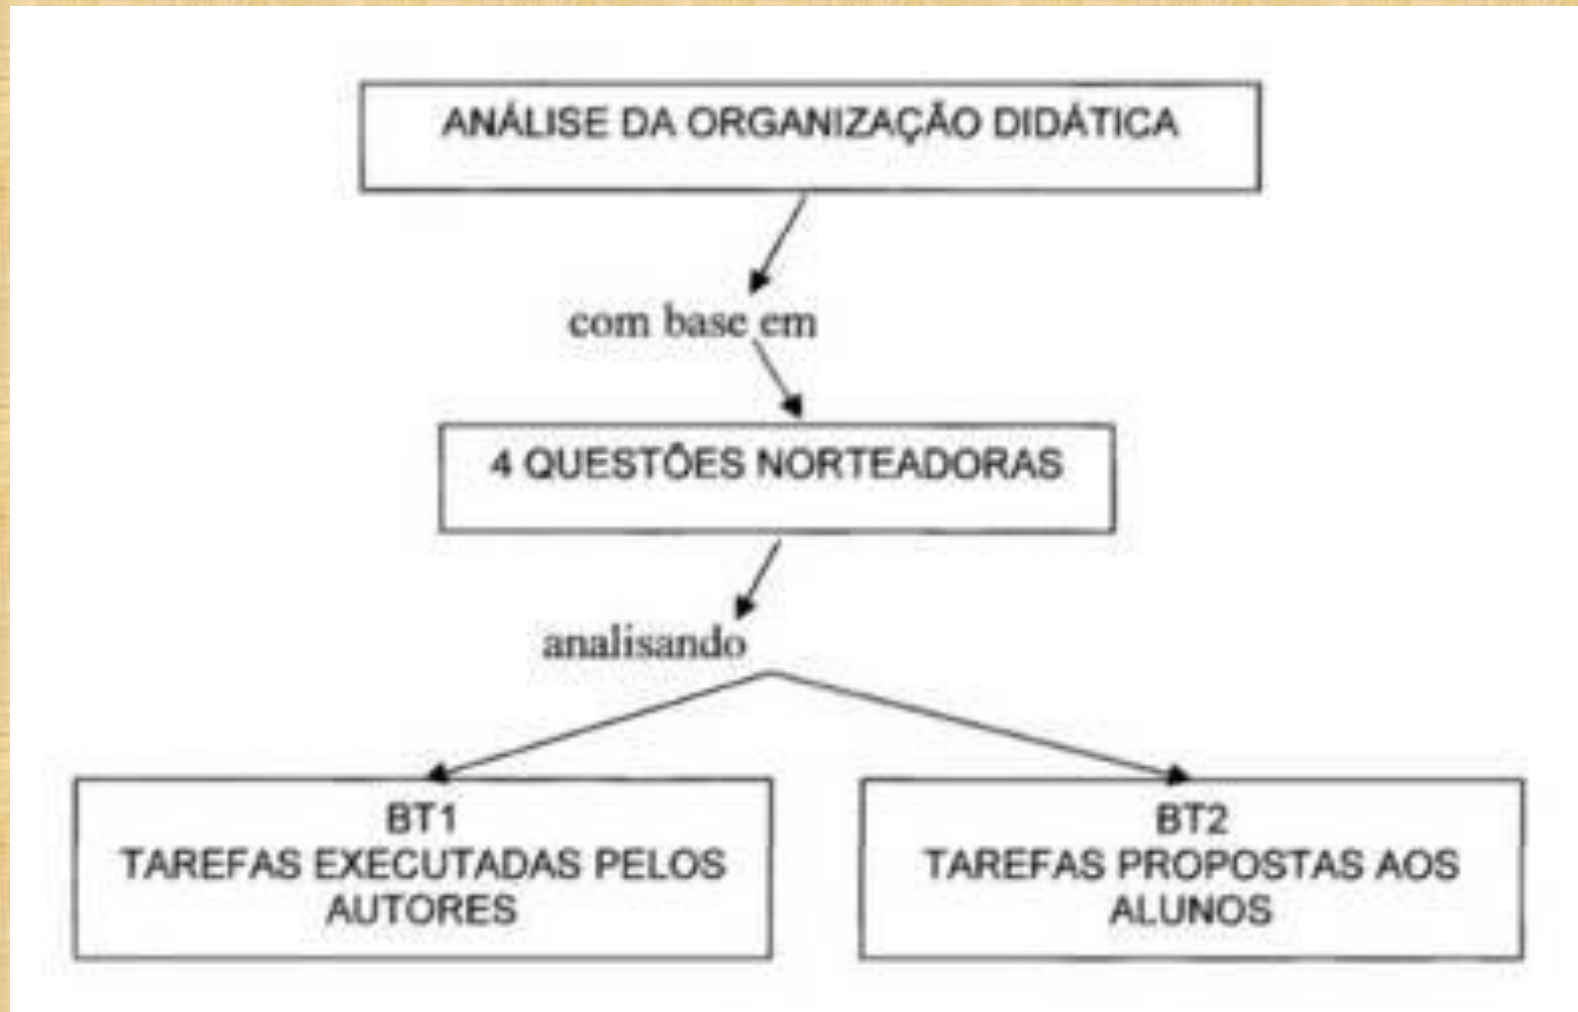 ANÁLISE DA ORGANIZAÇÃO DIDÁTICA
com base em
4 QUESTÕES NORTEADORAS
analisando
BT1
TAREFAS EXECUTADAS PELOS
AUTORES
BT2
TAREFAS PROPOSTAS AOS
ALUNOS